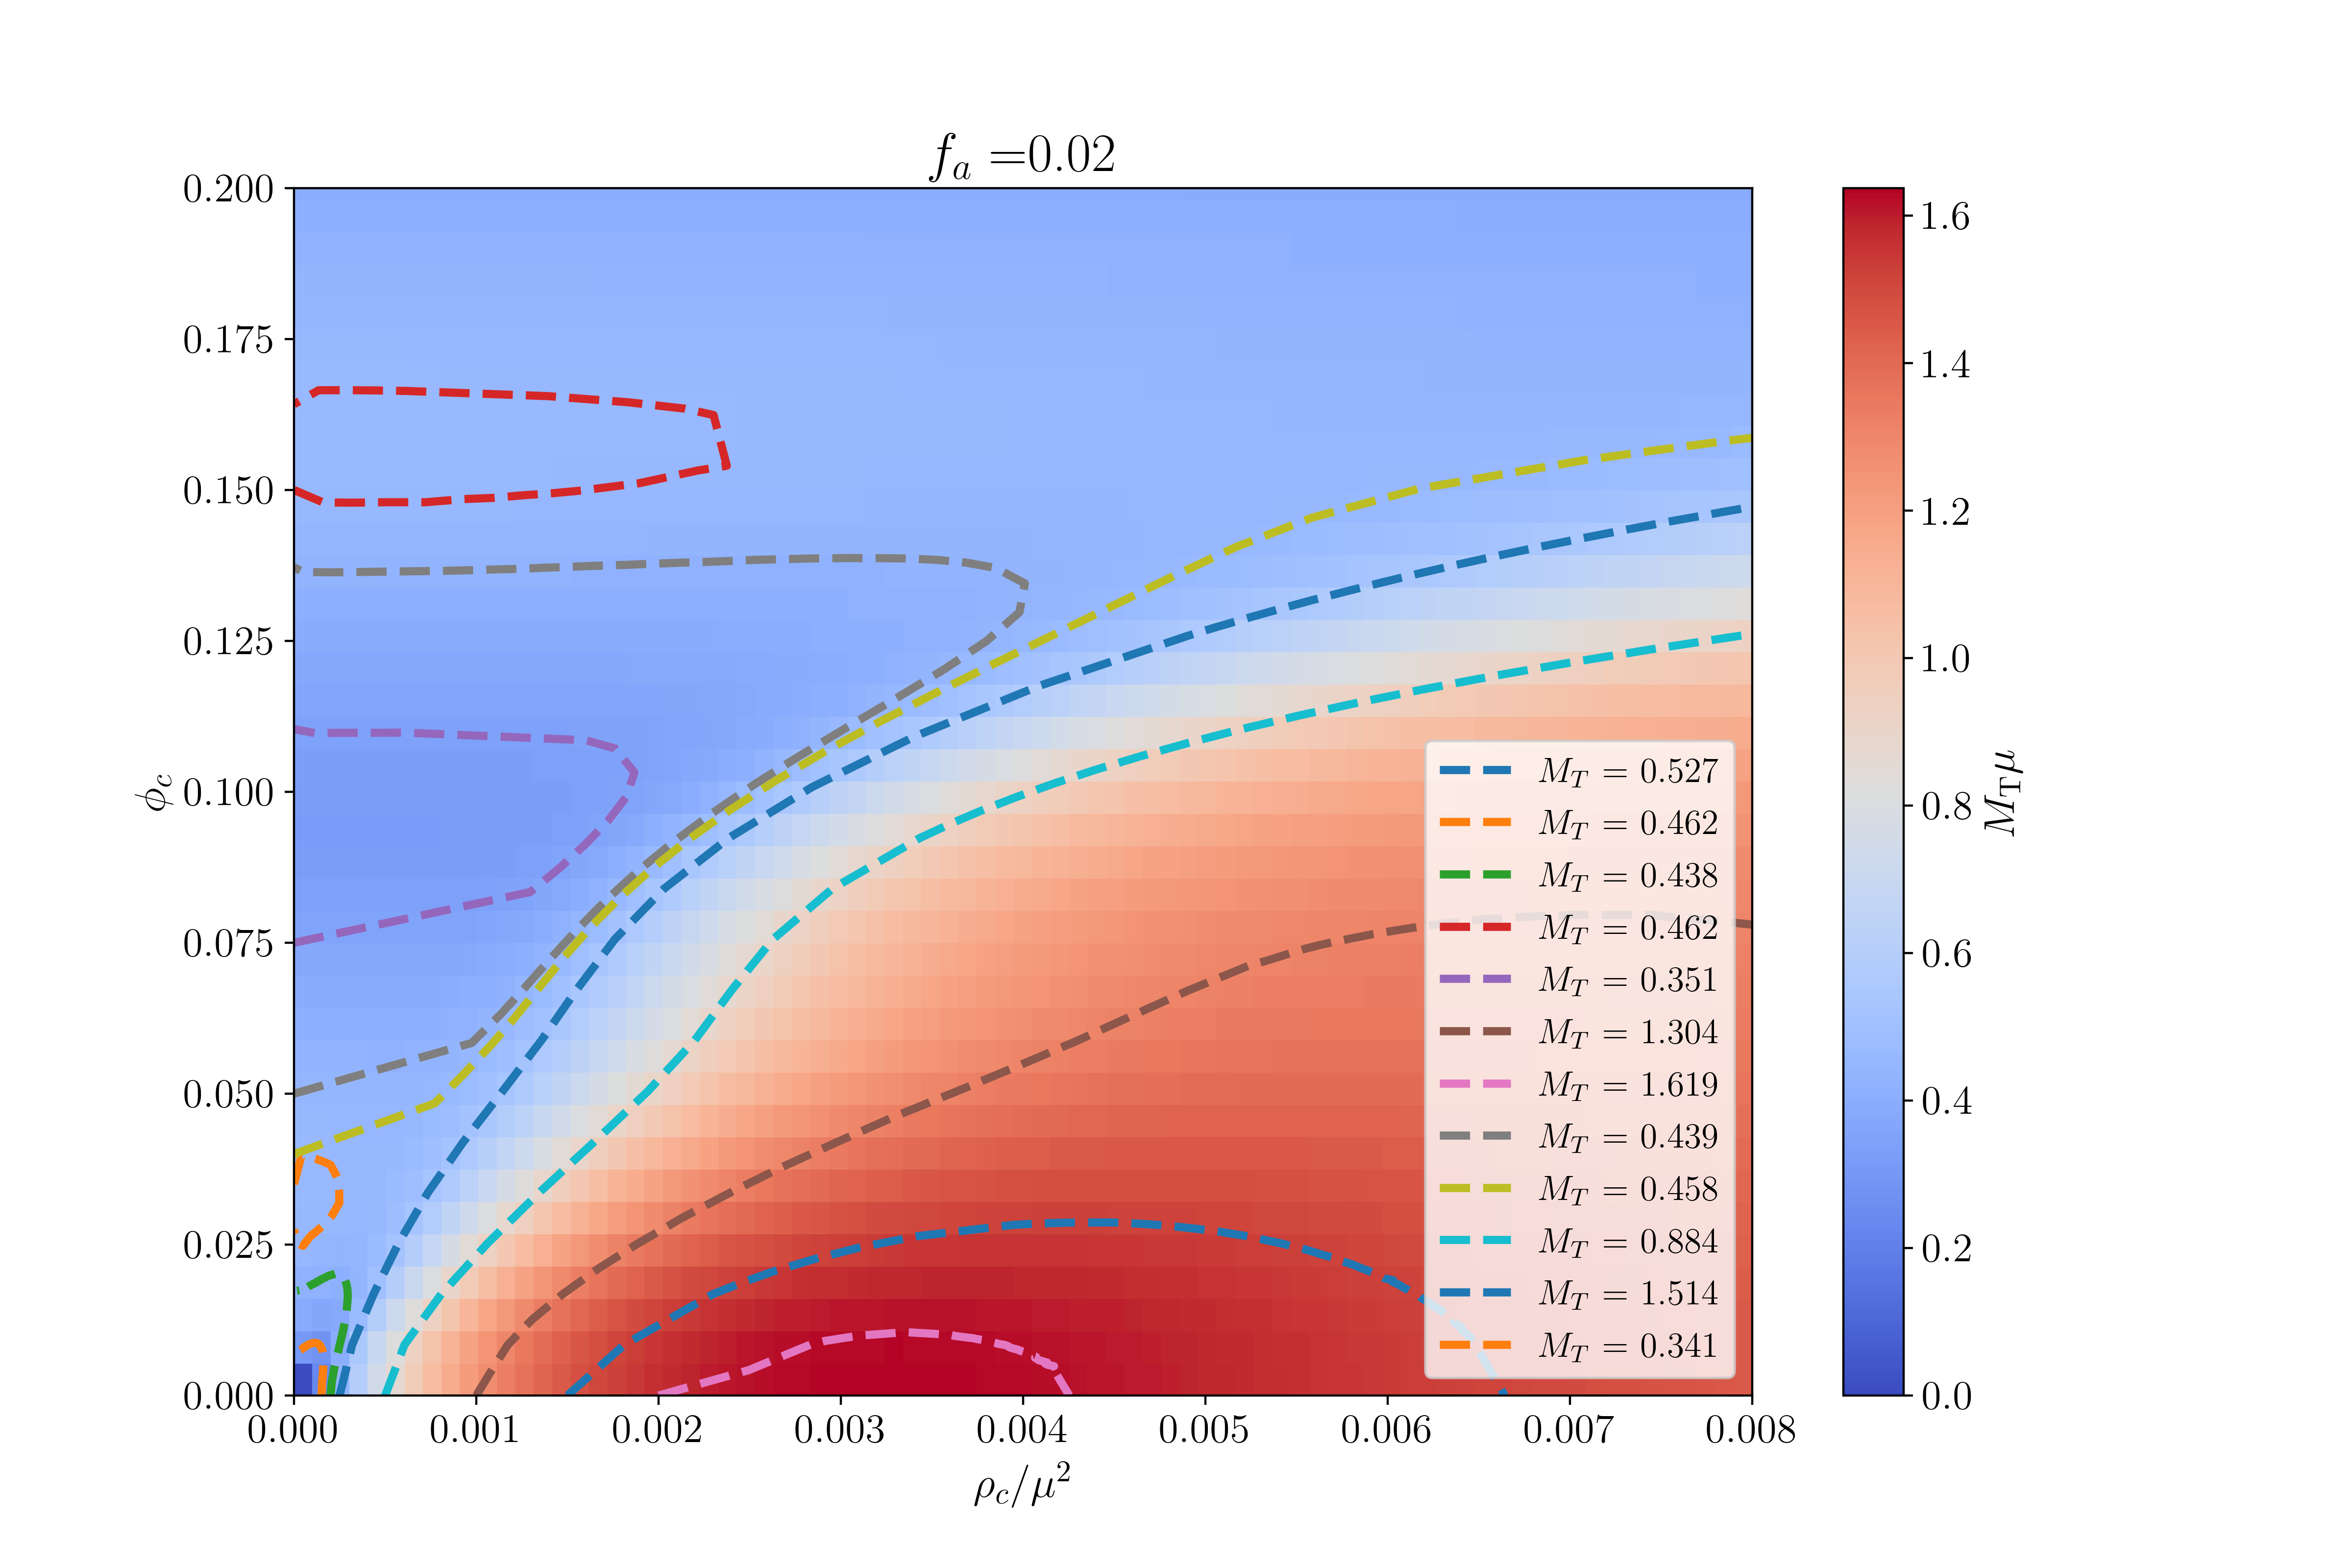 f_a =0.02
0.200
0.175
0.150
0.125
0.100
0.075
0.050
0.025
0.000
ϕ_c
0.000 0.001 0.002 0.003 0.004 0.005 0.006 0.007 0.008
ρ_c/μ²
M_T = 0.527
M_T = 0.462
M_T = 0.438
M_T = 0.462
M_T = 0.351
M_T = 1.304
M_T = 1.619
M_T = 0.439
M_T = 0.458
M_T = 0.884
M_T = 1.514
M_T = 0.341
1.6
1.4
1.2
1.0
0.8
0.6
0.4
0.2
0.0
M_Tμ